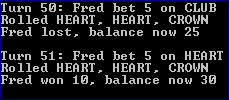 Turn 50: Fred bet 5 on CLUB
Rolled HEART, HEART, CROWN
Fred lost, balance now 25
Turn 51: Fred bet 5 on HEART
Rolled HEART, HEART, CROWN
Fred won 10, balance now 30